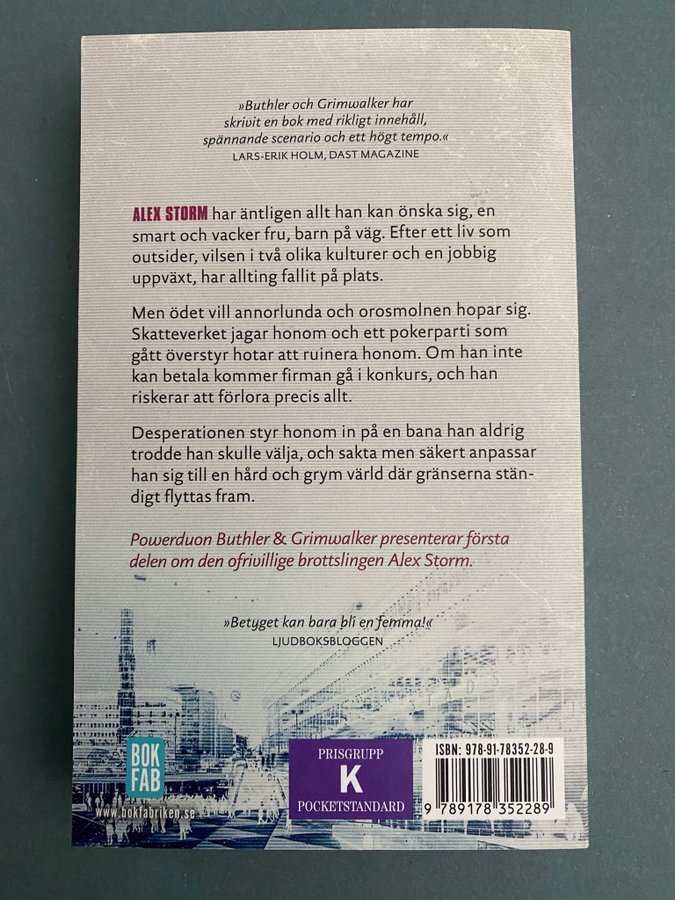 »Buthler och Grimwalker har
skrivit en bok med rikligt innehåll,
spännande scenario och ett högt tempo.«
LARS-ERIK HOLM, DAST MAGAZINE
ALEX STORM har äntligen allt han kan önska sig, en
smart och vacker fru, barn på väg. Efter ett liv som
outsider, vilsen i två olika kulturer och en jobbig
uppväxt, har allting fallit på plats.
Men ödet vill annorlunda och orosmolnen hopar sig.
Skatteverket jagar honom och ett pokerparti som
gått överstyr hotar att ruinera honom. Om han inte
kan betala kommer firman gå i konkurs, och han
riskerar att förlora precis allt.
Desperationen styr honom in på en bana han aldrig
trodde han skulle välja, och sakta men säkert anpassar
han sig till en hård och grym värld där gränserna stän-
digt flyttas fram.
Powerduon Buthler & Grimwalker presenterar första
delen om den ofrivillige brottslingen Alex Storm.
»Betyget kan bara bli en femma!«
LJUDBOKSBLOGGEN
BOK
FAB
www.bokfabriken.se
PRISGRUPP
K
POCKETSTANDARD
ISBN: 978-91-78352-28-9
9 789178 352289